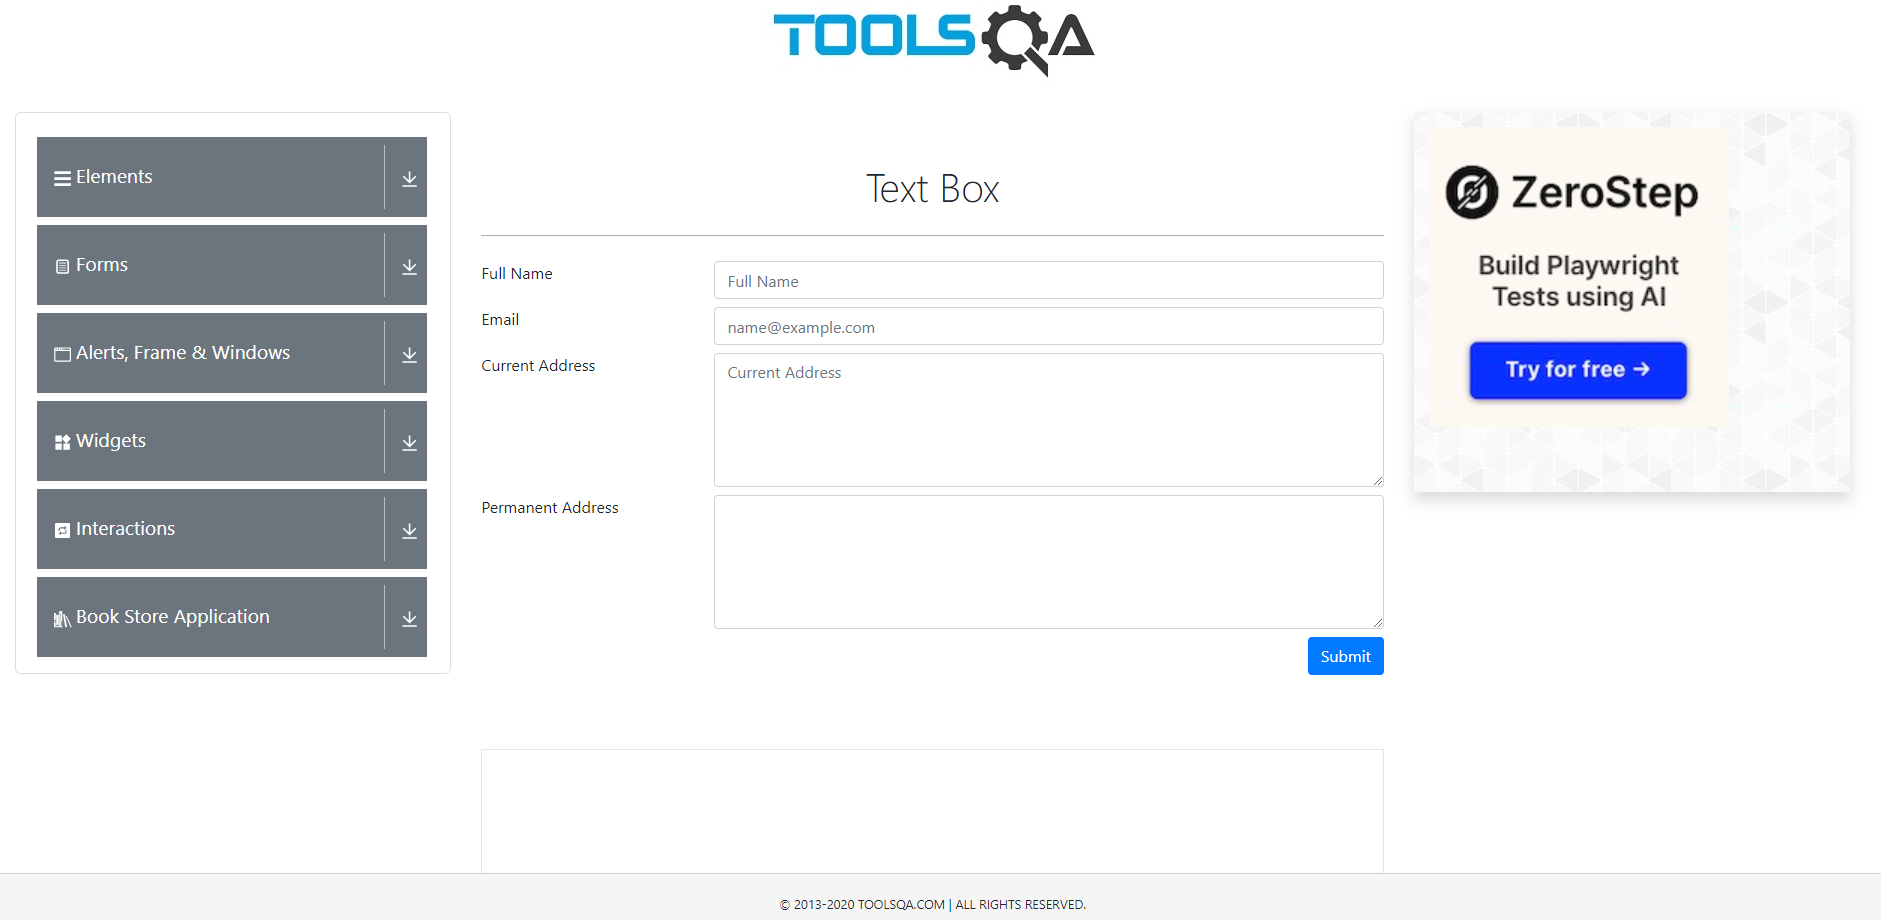 TOOLSQA
Elements
Forms
Alerts, Frame & Windows
Widgets
Interactions
Book Store Application
Text Box
Full Name
Full Name
Email
name@example.com
Current Address
Current Address
Permanent Address
Submit
ZeroStep
Build Playwright
Tests using AI
Try for free →
© 2013-2020 TOOLSQA.COM | ALL RIGHTS RESERVED.